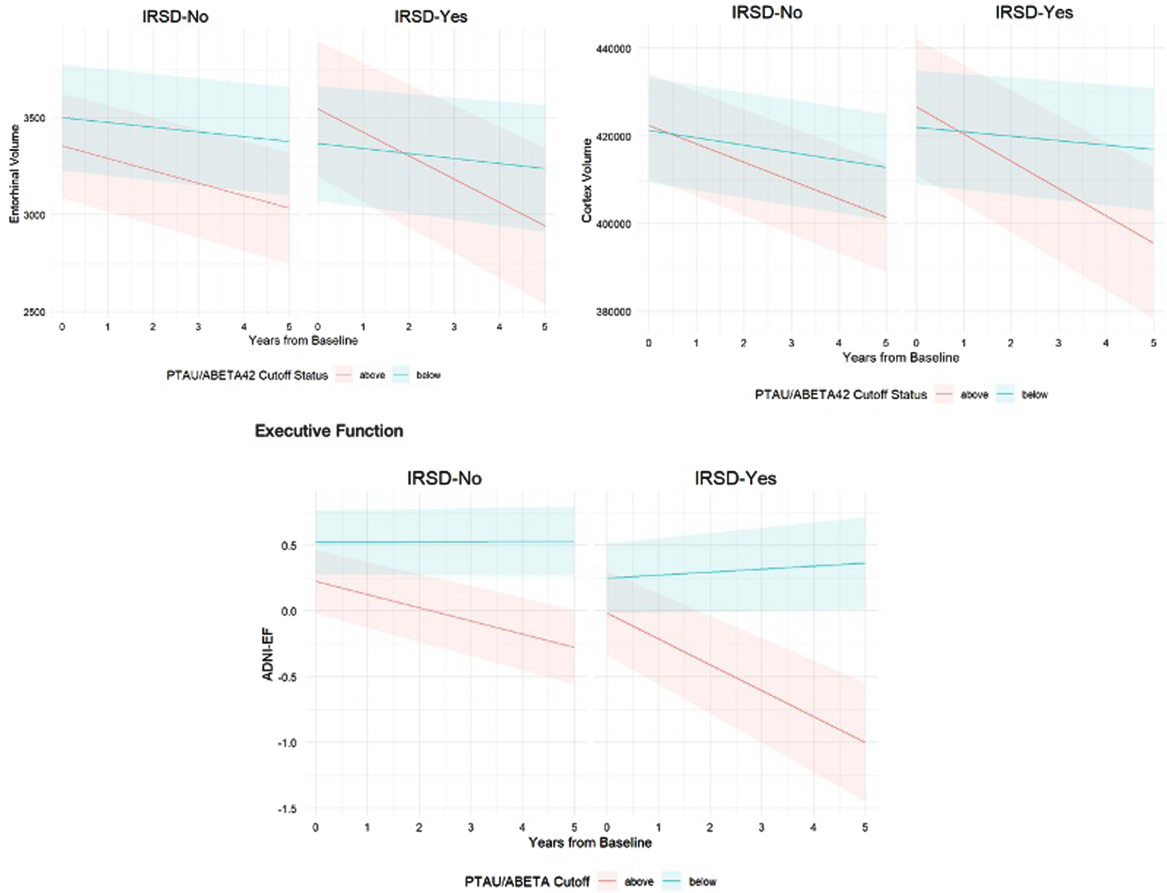 IRSD-No IRSD-Yes
Entorhinal Volume
3500
3000
2500
0 1 2 3 4 5 0 1 2 3 4 5
Years from Baseline
PTAU/ABETA42 Cutoff Status above below
IRSD-No IRSD-Yes
Cortex Volume
440000
420000
400000
380000
0 1 2 3 4 5 0 1 2 3 4 5
Years from Baseline
PTAU/ABETA42 Cutoff Status above below
Executive Function
IRSD-No IRSD-Yes
ADNI-EF
0.5
0.0
-0.5
-1.0
-1.5
0 1 2 3 4 5 0 1 2 3 4 5
Years from Baseline
PTAU/ABETA Cutoff above below